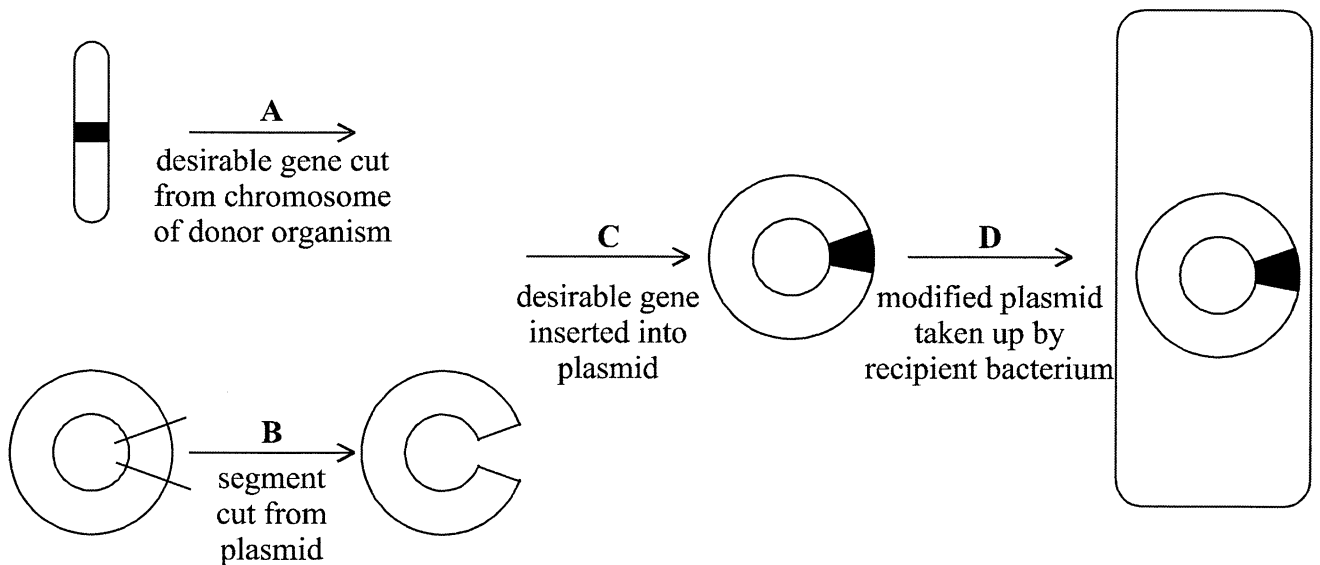 A
desirable gene cut
from chromosome
of donor organism
B
segment
cut from
plasmid
C
desirable gene
inserted into
plasmid
D
modified plasmid
taken up by
recipient bacterium